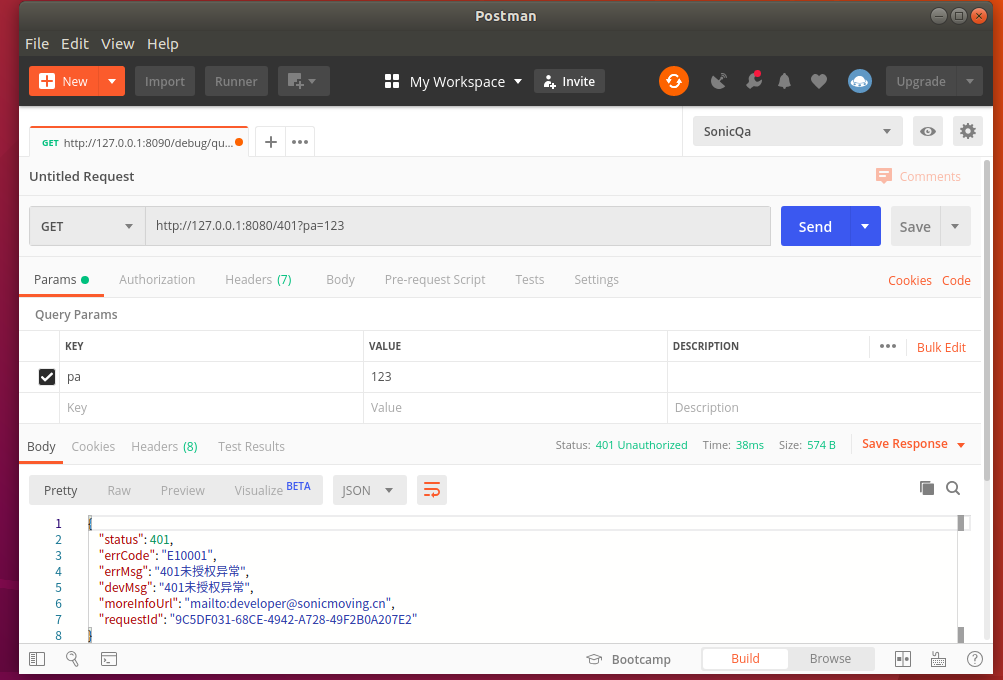 Postman
File Edit View Help
New Import Runner My Workspace Invite Upgrade
GET http://127.0.0.1:8090/debug/qu... + ••• SonicQa
Untitled Request Comments
GET http://127.0.0.1:8080/401?pa=123 Send Save
Params Authorization Headers (7) Body Pre-request Script Tests Settings Cookies Code
Query Params
KEY VALUE DESCRIPTION ••• Bulk Edit
pa 123
Key Value Description
Body Cookies Headers (8) Test Results Status: 401 Unauthorized Time: 38ms Size: 574 B Save Response
Pretty Raw Preview Visualize BETA JSON
1 {
2 "status": 401,
3 "errCode": "E10001",
4 "errMsg": "401未授权异常",
5 "devMsg": "401未授权异常",
6 "moreInfoUrl": "mailto:developer@sonicmoving.cn",
7 "requestId": "9C5DF031-68CE-4942-A728-49F2B0A207E2"
8 }
Bootcamp Build Browse